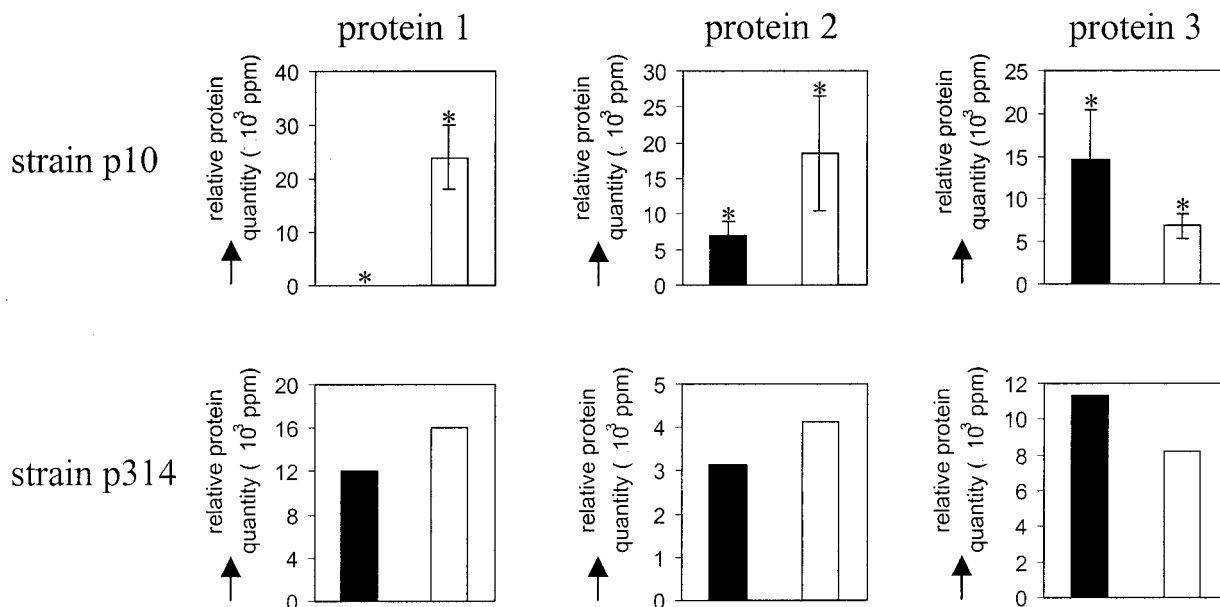 protein 1
protein 2
protein 3
strain p10
relative protein
quantity ( 10³ ppm)
40
30
20
10
0
*
*
relative protein
quantity (. 10³ ppm)
30
25
20
15
10
5
0
*
*
relative protein
quantity (10³ ppm)
25
20
15
10
5
0
*
*
strain p314
relative protein
quantity ( 10³ ppm)
20
16
12
8
4
0
relative protein
quantity ( 10³ ppm)
5
4
3
2
1
0
relative protein
quantity (. 10³ ppm)
12
10
8
6
4
2
0